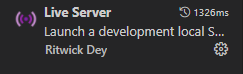 Live Server 1326ms
Launch a development local S...
Ritwick Dey